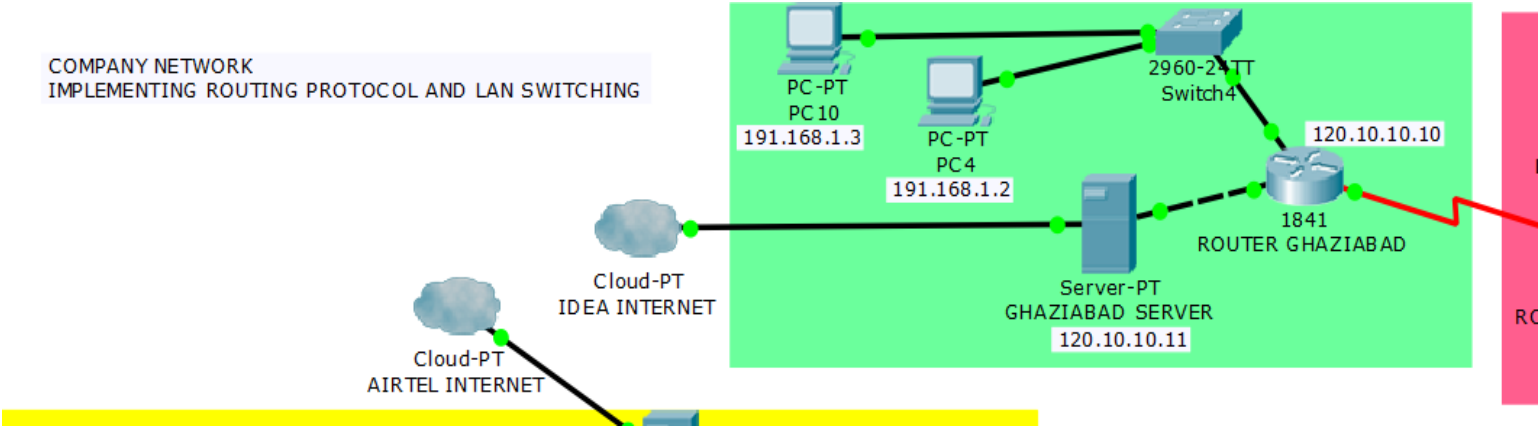 COMPANY NETWORK
IMPLEMENTING ROUTING PROTOCOL AND LAN SWITCHING
PC-PT
PC10
191.168.1.3
PC-PT
PC4
191.168.1.2
2960-24TT
Switch4
120.10.10.10
1841
ROUTER GHAZIABAD
Cloud-PT
IDEA INTERNET
Server-PT
GHAZIABAD SERVER
120.10.10.11
Cloud-PT
AIRTEL INTERNET